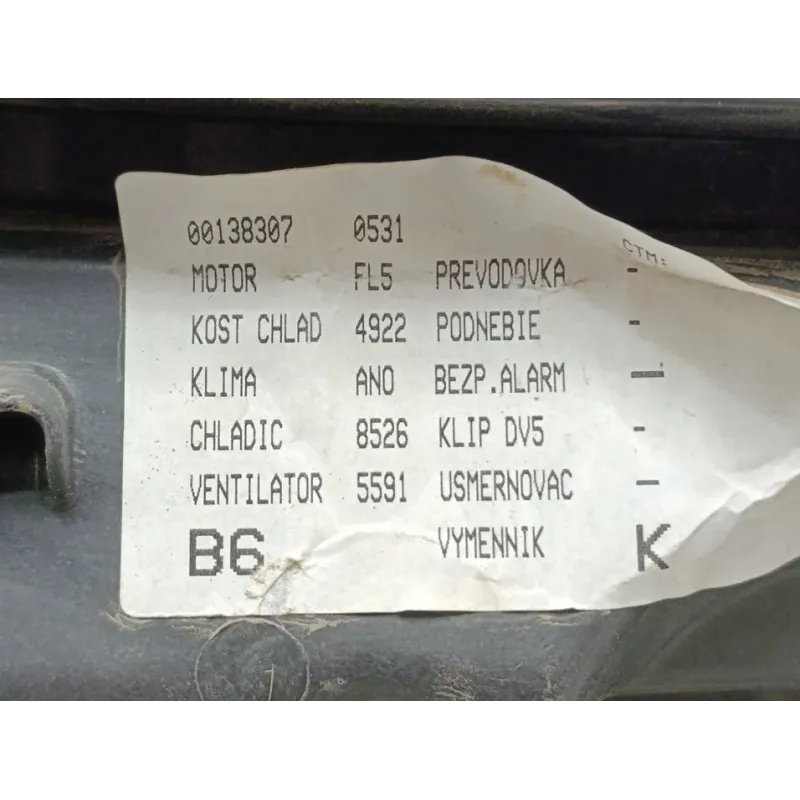 00138307 0531
CTM:
MOTOR FL5 PREVODOVKA -
KOST CHLAD 4922 PODNEBIE -
KLIMA ANO BEZP.ALARM -
CHLADIC 8526 KLIP DV5 -
VENTILATOR 5591 USMERNOVAC -
B6 VYMENNIK K